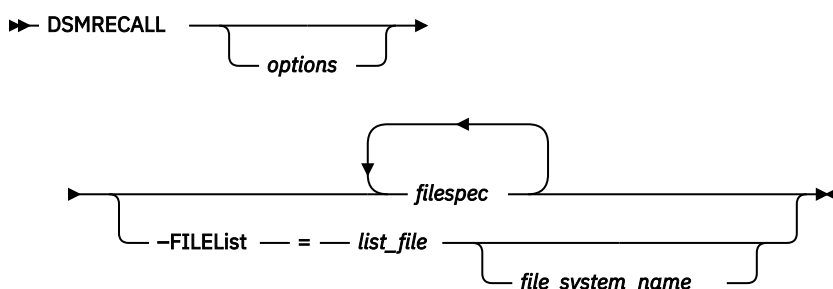 DSMRECALL
options
filespec
–FILEList = list_file
file_system_name